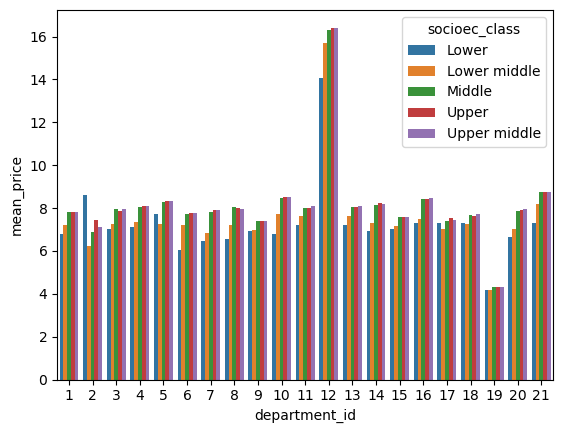 socioec_class
Lower
Lower middle
Middle
Upper
Upper middle
16
14
12
10
8
6
4
2
0
mean_price
1 2 3 4 5 6 7 8 9 10 11 12 13 14 15 16 17 18 19 20 21
department_id